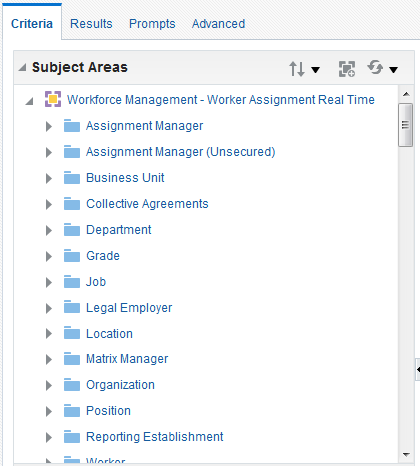 Criteria Results Prompts Advanced
Subject Areas
Workforce Management - Worker Assignment Real Time
Assignment Manager
Assignment Manager (Unsecured)
Business Unit
Collective Agreements
Department
Grade
Job
Legal Employer
Location
Matrix Manager
Organization
Position
Reporting Establishment
Worker